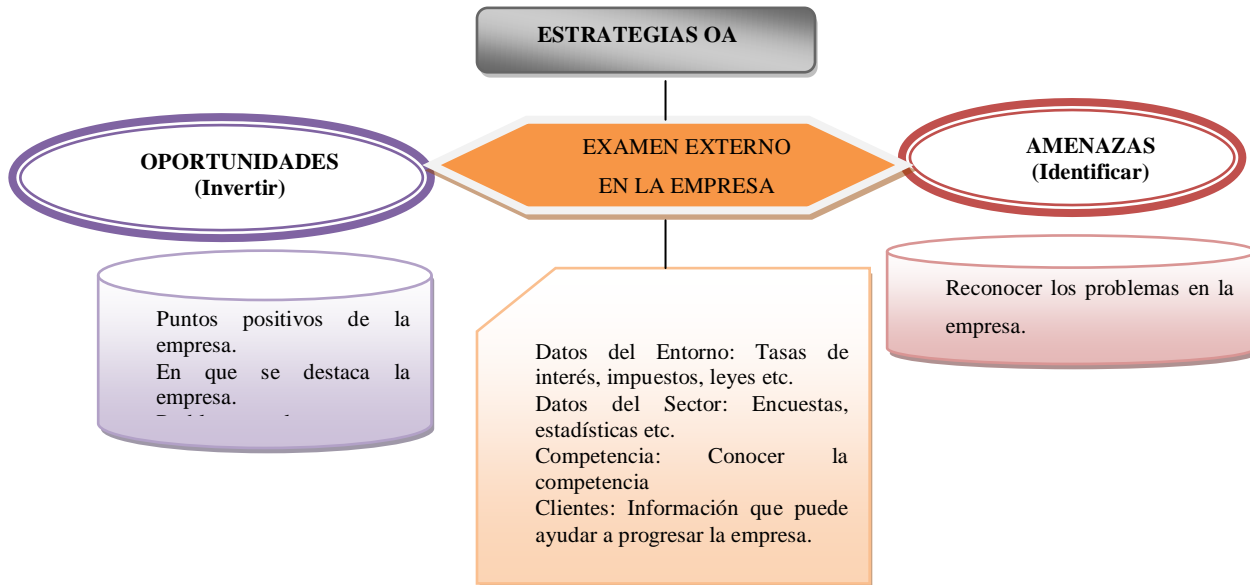 ESTRATEGIAS OA
OPORTUNIDADES
(Invertir)
EXAMEN EXTERNO
EN LA EMPRESA
AMENAZAS
(Identificar)
Puntos positivos de la
empresa.
En que se destaca la
empresa.
Datos del Entorno: Tasas de
interés, impuestos, leyes etc.
Datos del Sector: Encuestas,
estadísticas etc.
Competencia: Conocer la
competencia
Clientes: Información que puede
ayudar a progresar la empresa.
Reconocer los problemas en la
empresa.